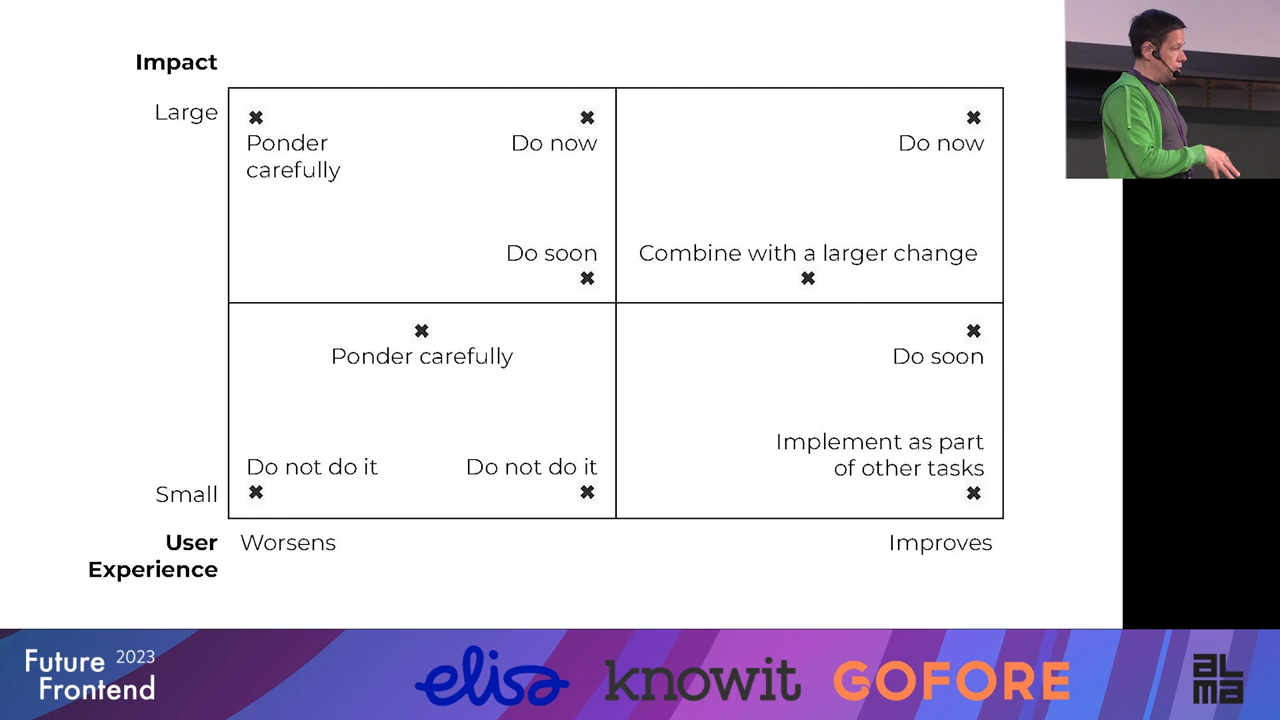 Impact
Large
Ponder
carefully
Do now
Do now
Do soon
Combine with a larger change
Ponder carefully
Do soon
Do not do it
Do not do it
Implement as part
of other tasks
Small
User
Experience
Worsens
Improves
Future 2023
Frontend
elisa
knowit
GOFORE
aL
ma